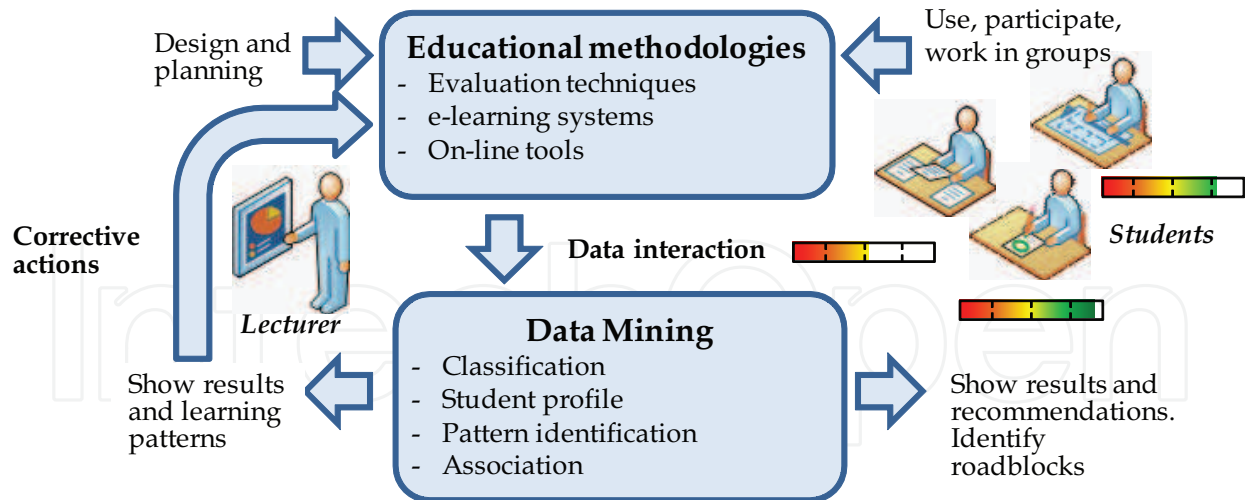 Design and
planning
Educational methodologies
- Evaluation techniques
- e-learning systems
- On-line tools
Use, participate,
work in groups
Students
Corrective
actions
Lecturer
Data interaction
Data Mining
- Classification
- Student profile
- Pattern identification
- Association
Show results
and learning
patterns
Show results and
recommendations.
Identify
roadblocks
IntechOpen